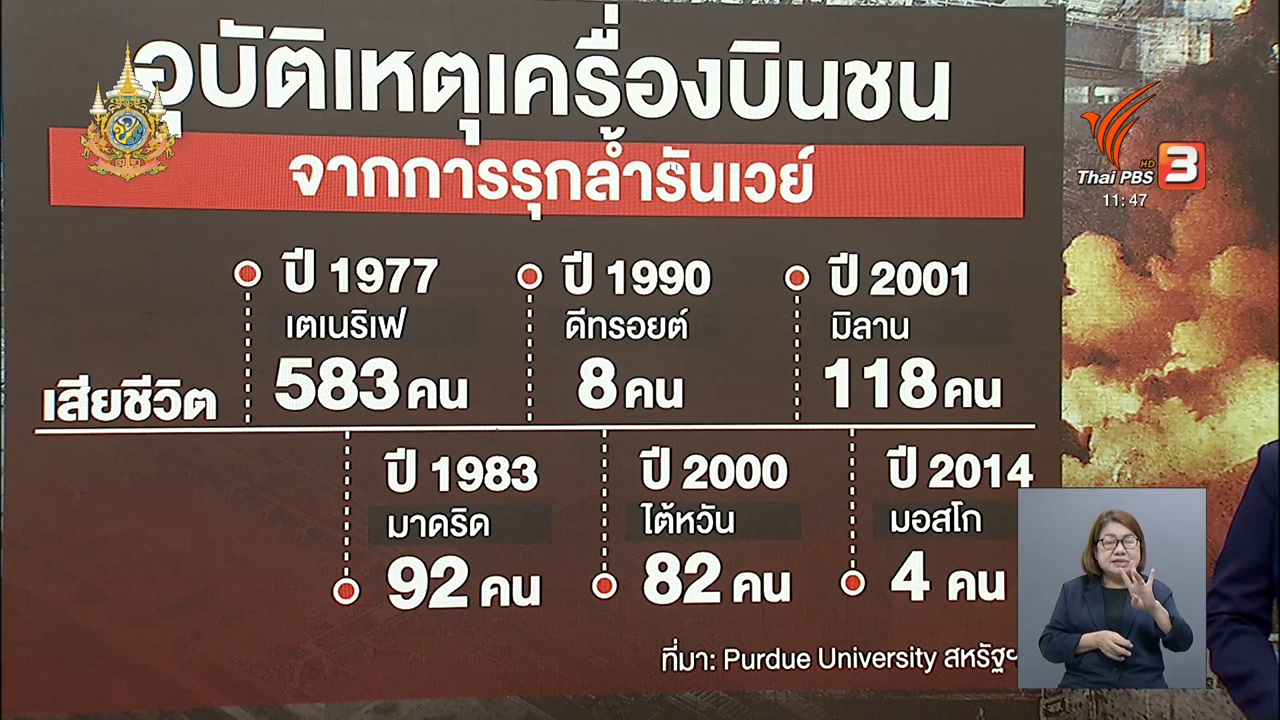 อุบัติเหตุเครื่องบินชน
จากการรุกล้ำรันเวย์
HD
Thai PBS 3
11:47
ปี 1977
เตเนริเฟ
583 คน
ปี 1990
ดีทรอยต์
8 คน
ปี 2001
มิลาน
118 คน
เสียชีวิต
ปี 1983
มาดริด
92 คน
ปี 2000
ไต้หวัน
82 คน
ปี 2014
มอสโก
4 คน
ที่มา: Purdue University สหรัฐฯ